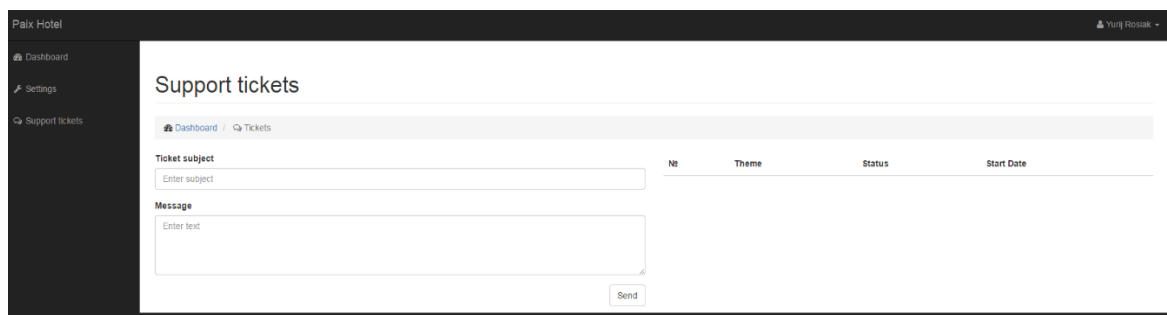 Paix Hotel
Yurij Rosiak
Dashboard
Settings
Support tickets
Support tickets
Dashboard / Tickets
Ticket subject
Enter subject
Message
Enter text
Send
№ Theme Status Start Date